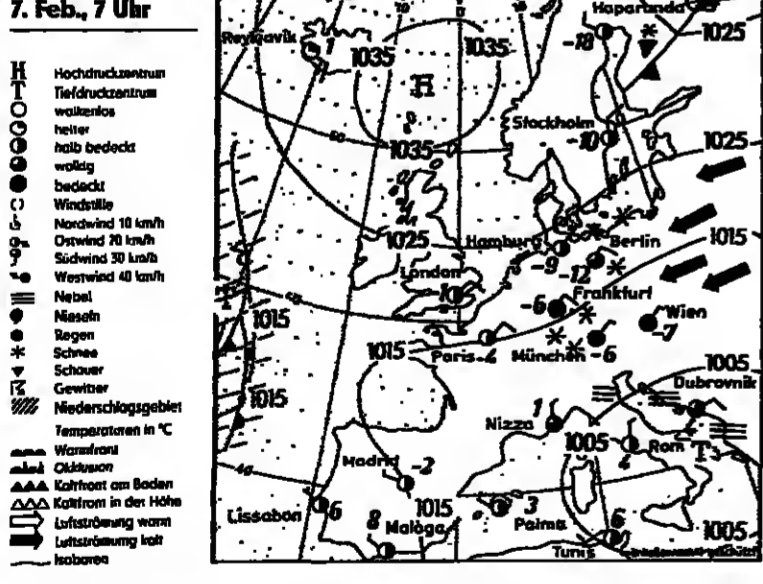 7. Feb., 7 Uhr
H Hochdruckzentrum
T Tiefdruckzentrum
wolkenlos
heiter
halb bedeckt
wolkig
bedeckt
Windstille
Nordwind 10 km/h
Ostwind 20 km/h
Südwind 30 km/h
Westwind 40 km/h
Nebel
Nieseln
Regen
Schnee
Schauer
Gewitter
Niederschlagsgebiet
Temperaturen in °C
Warmfront
Okklusion
Kaltfront am Boden
Kaltfront in der Höhe
Luftströmung warm
Luftströmung kalt
Isobaren
Haparanda
-18
1025
Reykjavik
1
1035
1035
H
Stockholm
-10
1035
1025
1025
Hamburg
-9
Berlin
-12
1015
London
1
Frankfurt
-6
1015
Wien
-7
1015
Paris
München -6
1005
Dubrovnik
1015
Nizza
1
1005
Rom
4
T
Madrid
-2
Lissabon
6
1015
8
Malaga
3
Palma
6
Tunis
1005